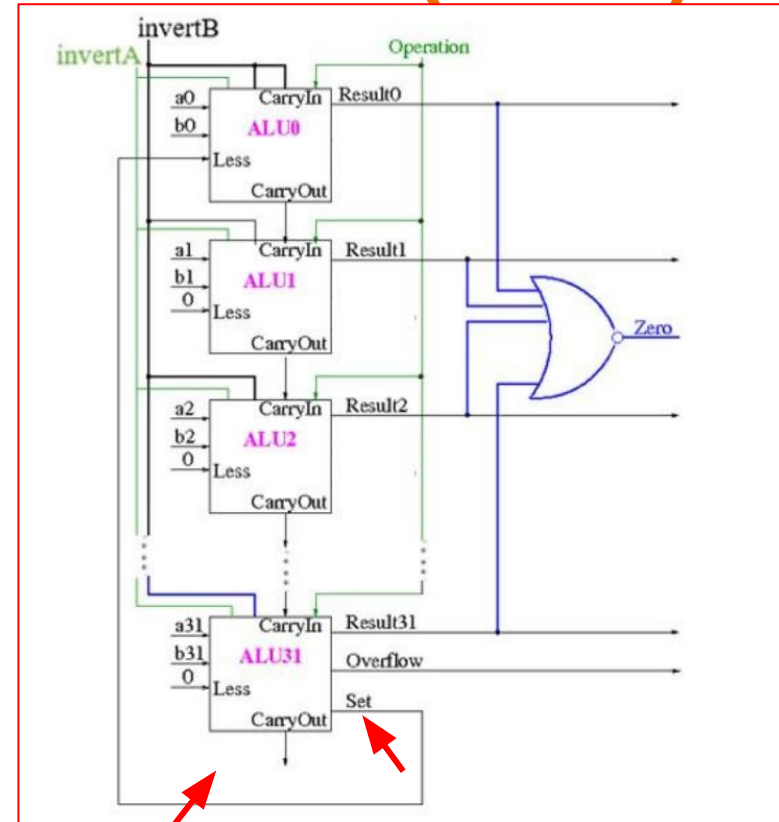 invertB
invertA
Operation
a0
CarryIn
Result0
b0
ALU0
Less
CarryOut
a1
CarryIn
Result1
b1
ALU1
0
Less
CarryOut
Zero
a2
CarryIn
Result2
b2
ALU2
0
Less
CarryOut
a31
CarryIn
Result31
b31
ALU31
Overflow
0
Less
Set
CarryOut